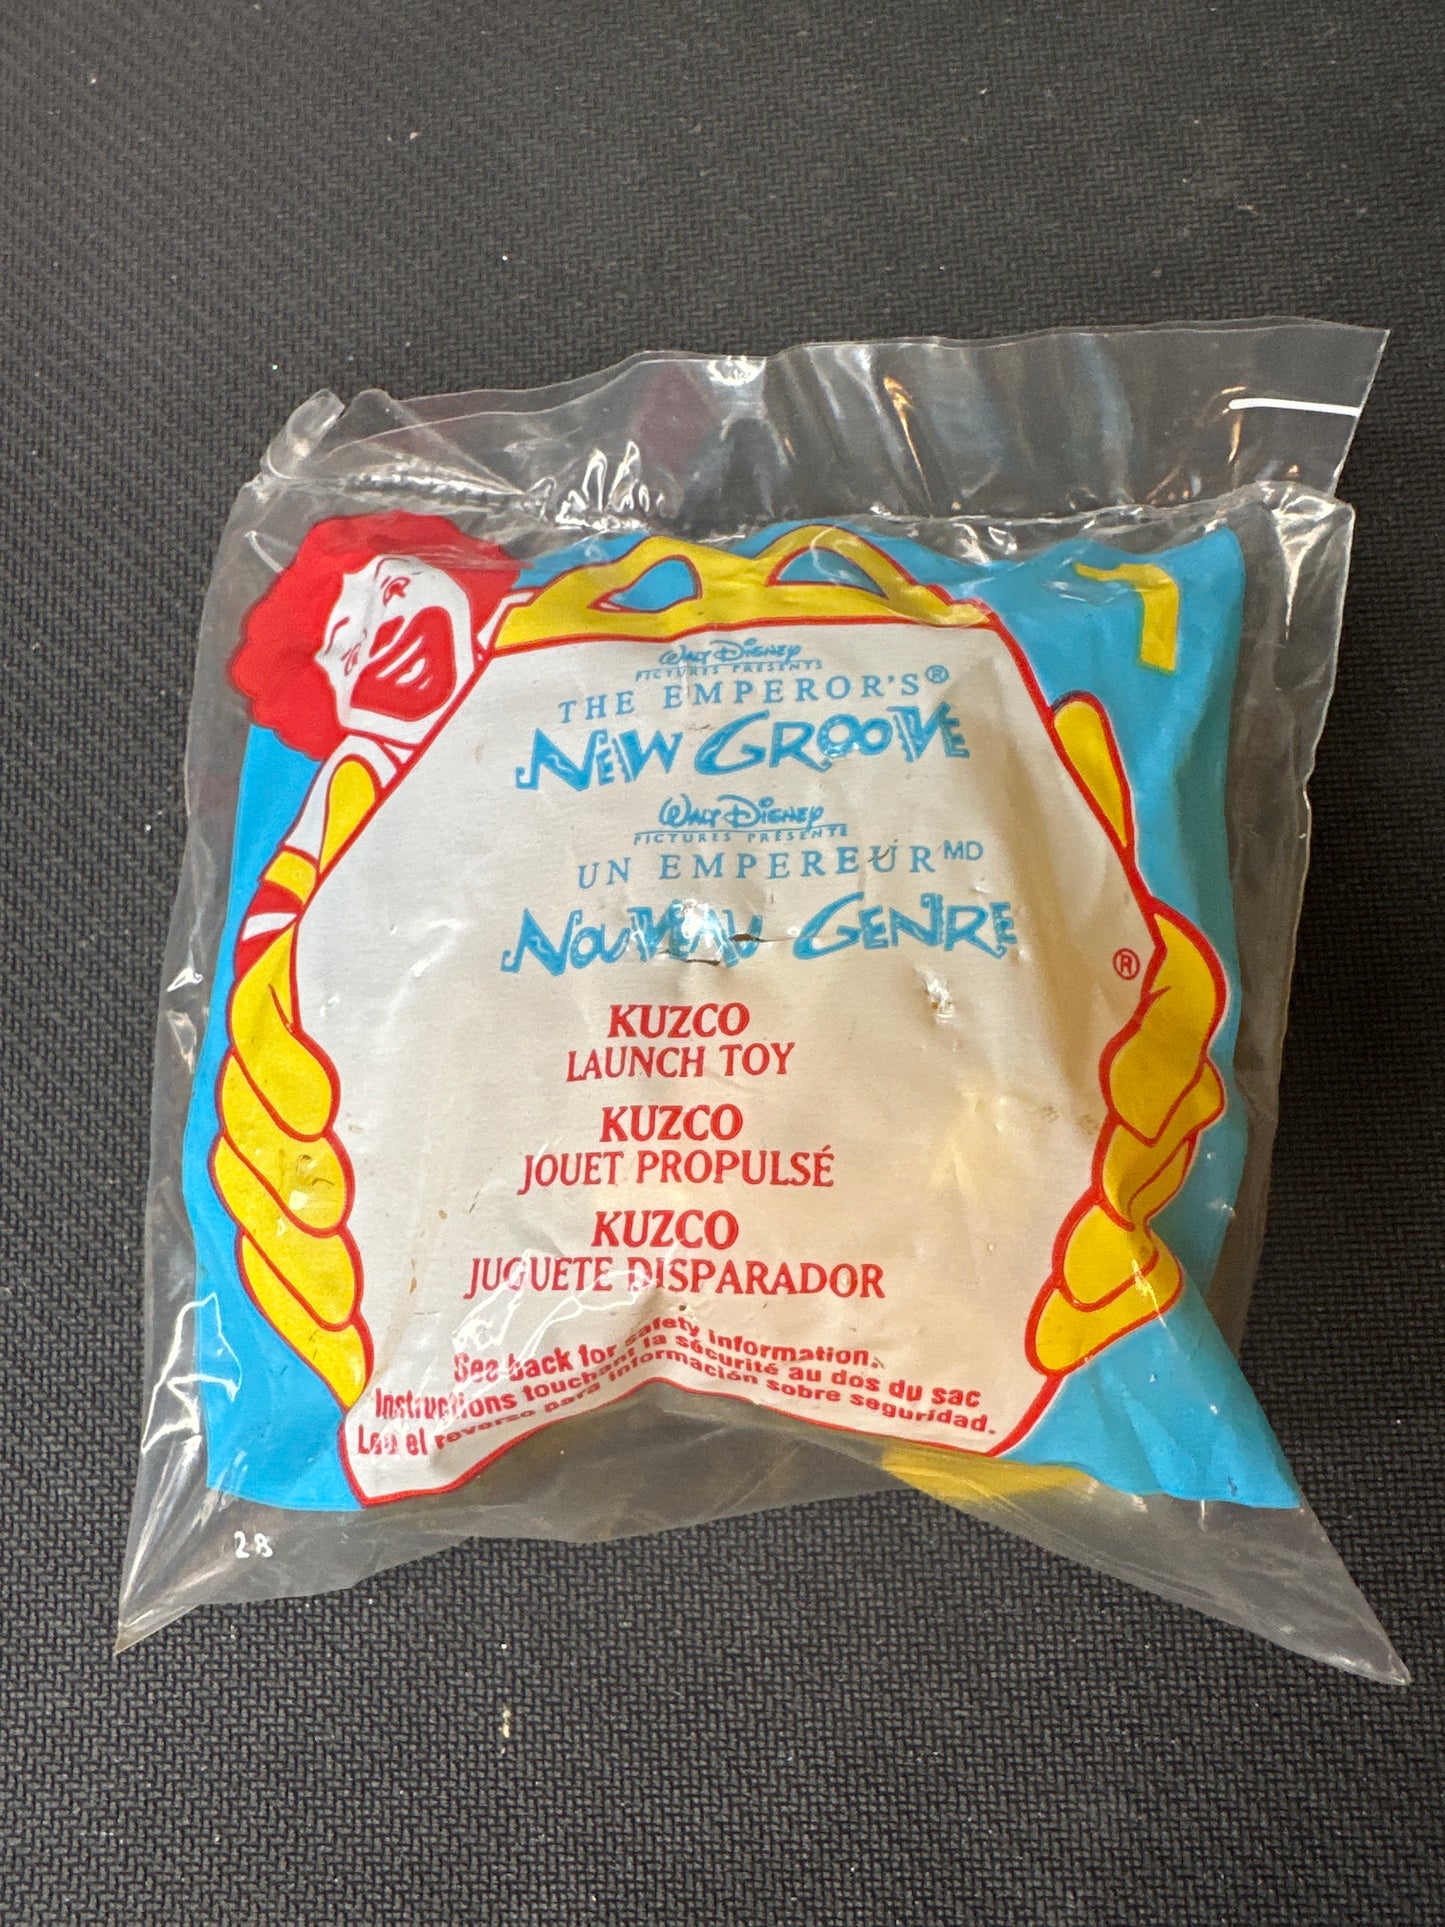 1
WALT DISNEY
PICTURES PRESENTS
THE EMPEROR'S®
NEW GROOVE
WALT DISNEY
PICTURES PRÉSENTE
UN EMPEREUR MD
NOUVEAU GENRE
®
KUZCO
LAUNCH TOY
KUZCO
JOUET PROPULSÉ
KUZCO
JUGUETE DISPARADOR
See back for safety information.
Instructions touchant la sécurité au dos du sac
Lea el reverso para información sobre seguridad.
28